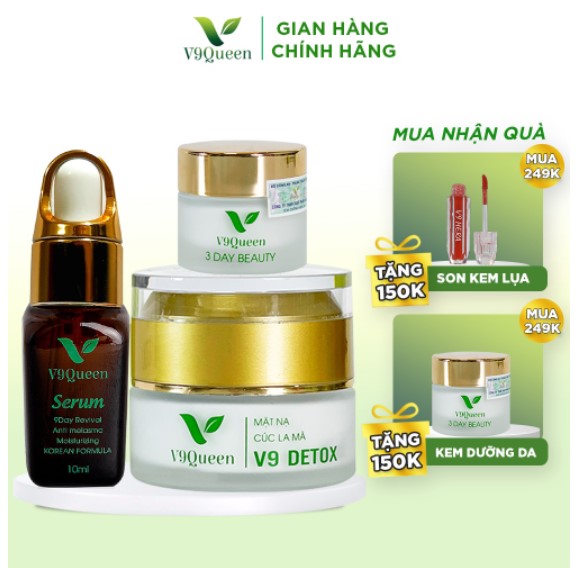 V9Queen
GIAN HÀNG
CHÍNH HÃNG
MUA NHẬN QUÀ
MUA
249K
V9 HERA
TẶNG
150K
SON KEM LỤA
MUA
249K
V9Queen
3 DAY BEAUTY
TẶNG
150K
KEM DƯỠNG DA
V9Queen
3 DAY BEAUTY
V9Queen
Serum
9Day Revival
Anti melasma
Moisturizing
KOREAN FORMULA
10ml
V9Queen
MẶT NẠ
CÚC LA MÃ
V9 DETOX